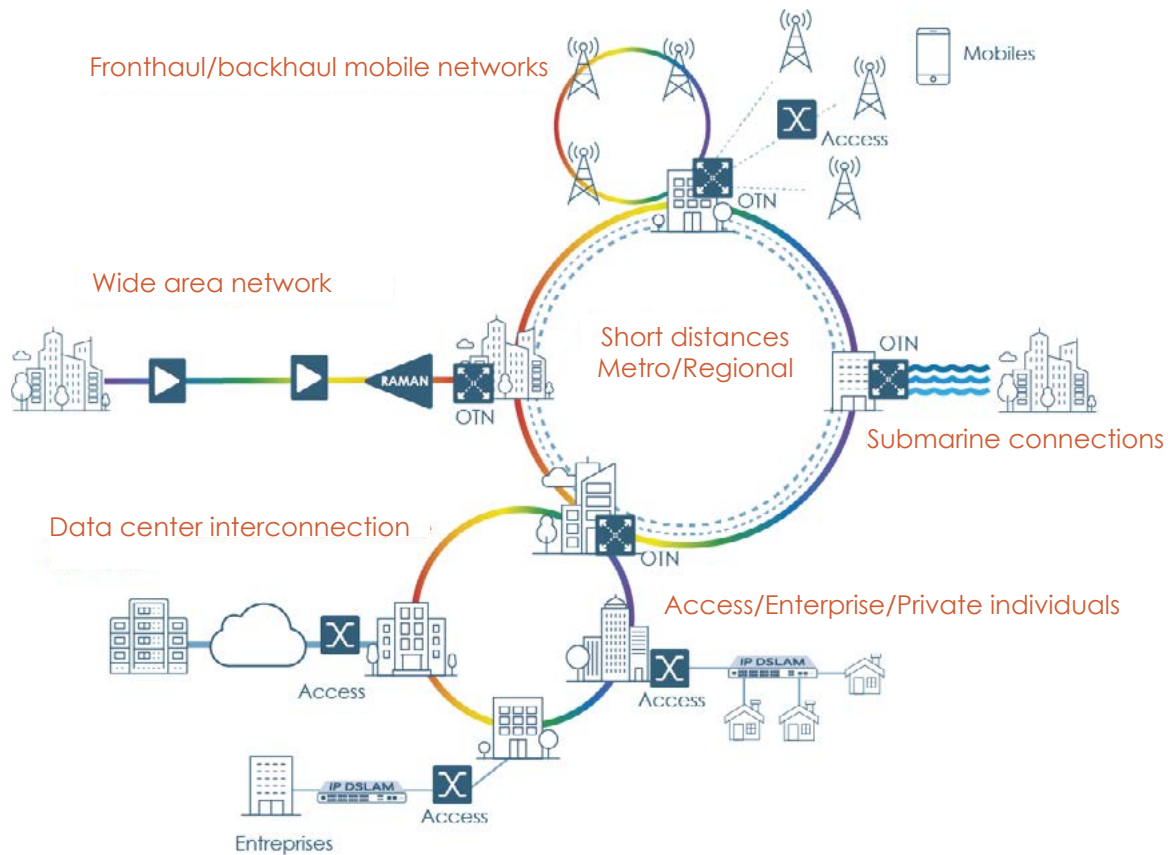 Fronthaul/backhaul mobile networks
Mobiles
Access
OTN
Wide area network
Short distances
Metro/Regional
RAMAN
OTN
OTN
Submarine connections
Data center interconnection
OTN
Access/Enterprise/Private individuals
Access
IP DSLAM
Access
IP DSLAM
Access
Entreprises